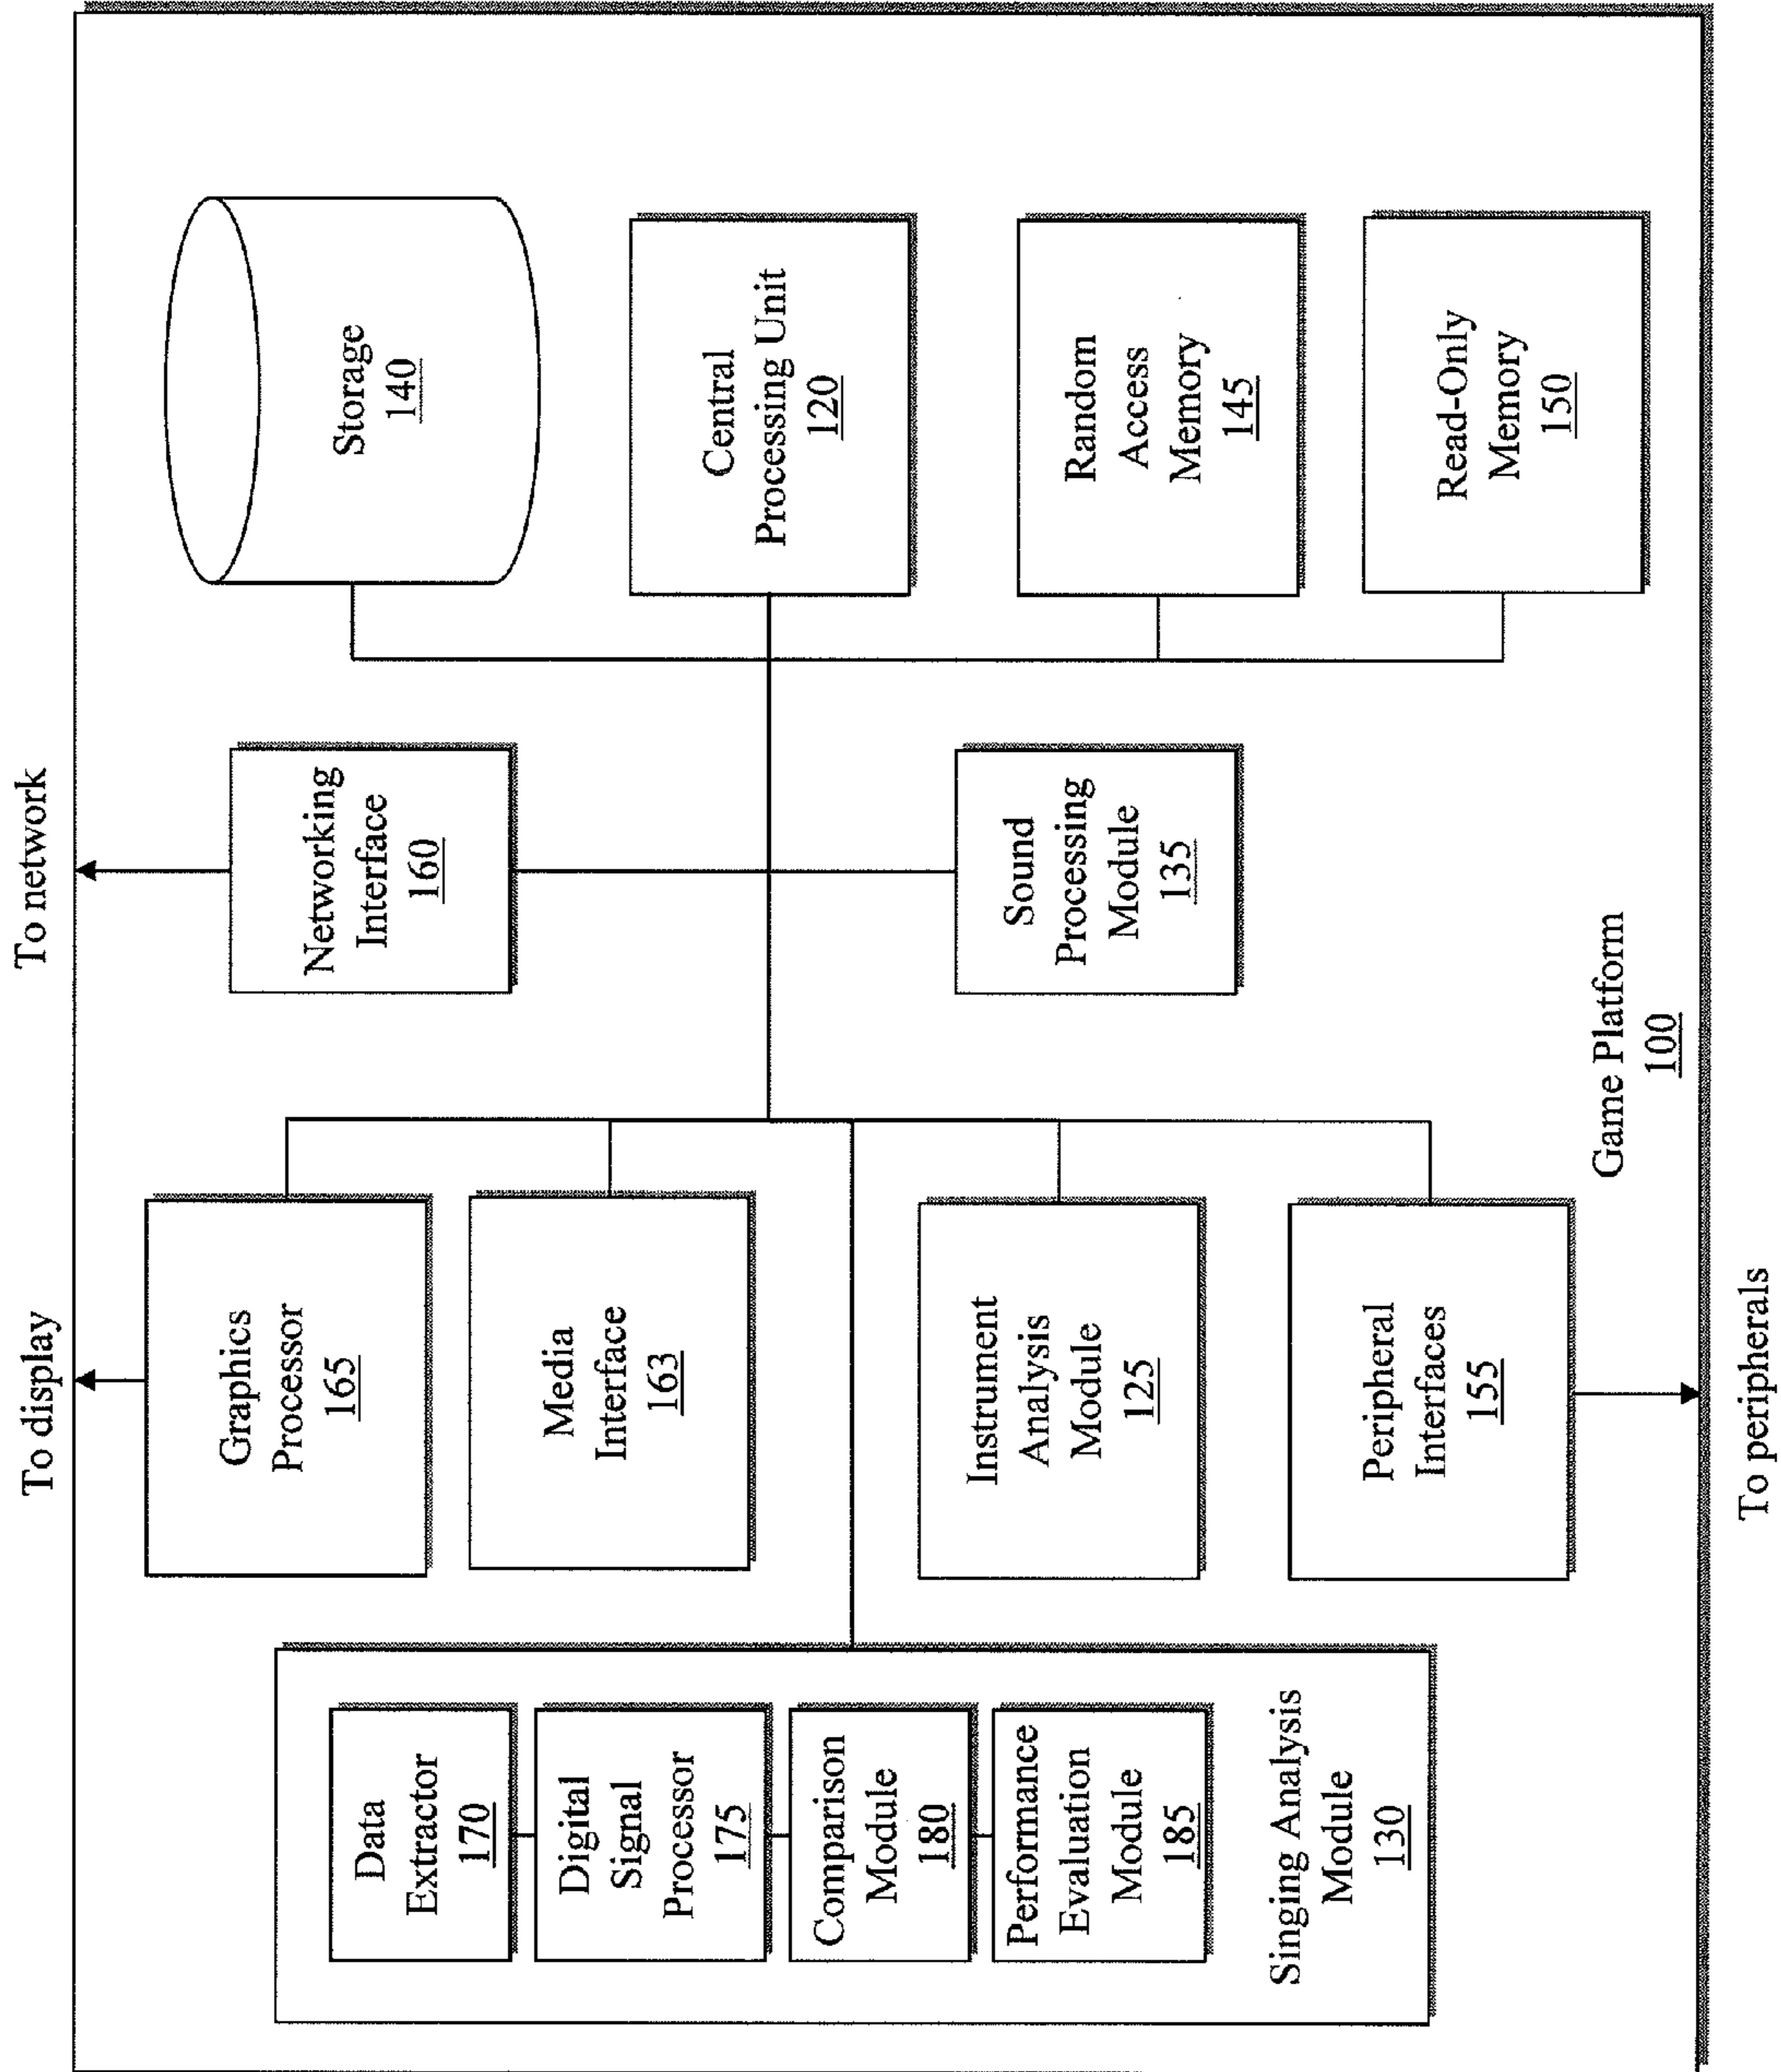 To display
To network
Data
Extractor
170
Digital
Signal
Processor
175
Comparison
Module
180
Performance
Evaluation
Module
185
Singing Analysis
Module
130
Graphics
Processor
165
Media
Interface
163
Instrument
Analysis
Module
125
Peripheral
Interfaces
155
Networking
Interface
160
Sound
Processing
Module
135
Storage
140
Central
Processing Unit
120
Random
Access
Memory
145
Read-Only
Memory
150
Game Platform
100
To peripherals